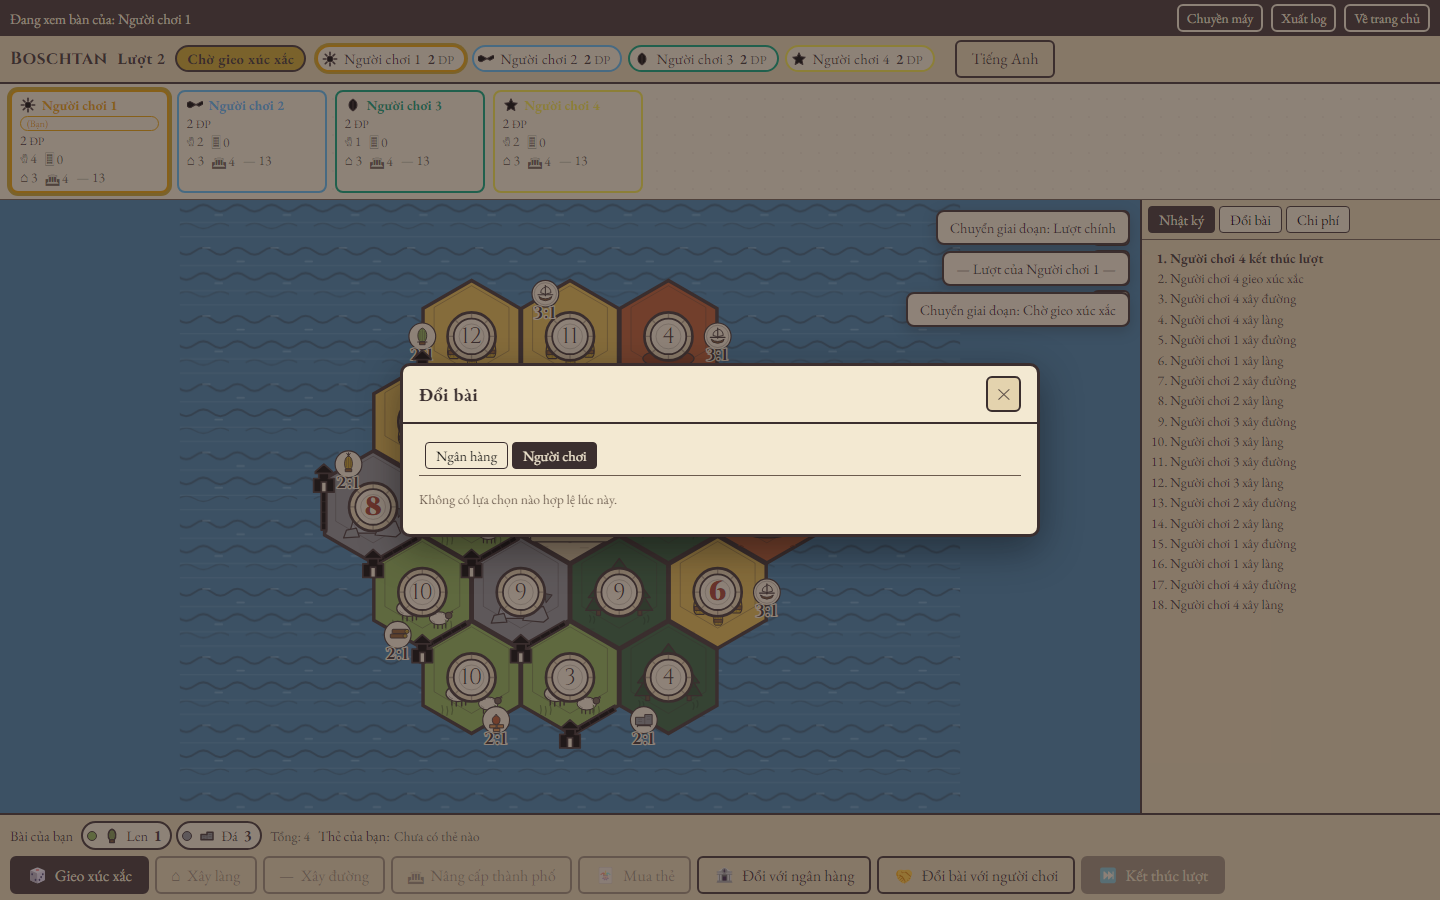 Đang xem bàn của: Người chơi 1
Chuyền máy
Xuất log
Về trang chủ
BOSCHTAN Lượt 2 Chờ gieo xúc xắc Người chơi 1 2 ĐP Người chơi 2 2 ĐP Người chơi 3 2 ĐP Người chơi 4 2 ĐP Tiếng Anh
Người chơi 1
(Bạn)
2 ĐP
4 0
3 4 — 13
Người chơi 2
2 ĐP
2 0
3 4 — 13
Người chơi 3
2 ĐP
1 0
3 4 — 13
Người chơi 4
2 ĐP
2 0
3 4 — 13
Chuyển giai đoạn: Lượt chính
— Lượt của Người chơi 1 —
Chuyển giai đoạn: Chờ gieo xúc xắc
3:1
12 11 4
3:1
Đổi bài
Ngân hàng Người chơi
Không có lựa chọn nào hợp lệ lúc này.
2:1
8
10 9 9 6
3:1
2:1
10 3 4
2:1 2:1
Nhật ký Đổi bài Chi phí
1. Người chơi 4 kết thúc lượt
2. Người chơi 4 gieo xúc xắc
3. Người chơi 4 xây đường
4. Người chơi 4 xây làng
5. Người chơi 1 xây đường
6. Người chơi 1 xây làng
7. Người chơi 2 xây đường
8. Người chơi 2 xây làng
9. Người chơi 3 xây đường
10. Người chơi 3 xây làng
11. Người chơi 3 xây đường
12. Người chơi 3 xây làng
13. Người chơi 2 xây đường
14. Người chơi 2 xây làng
15. Người chơi 1 xây đường
16. Người chơi 1 xây làng
17. Người chơi 4 xây đường
18. Người chơi 4 xây làng
Bài của bạn Len 1 Đá 3 Tổng: 4 Thẻ của bạn: Chưa có thẻ nào
Gieo xúc xắc Xây làng — Xây đường Nâng cấp thành phố Mua thẻ Đổi với ngân hàng Đổi bài với người chơi Kết thúc lượt